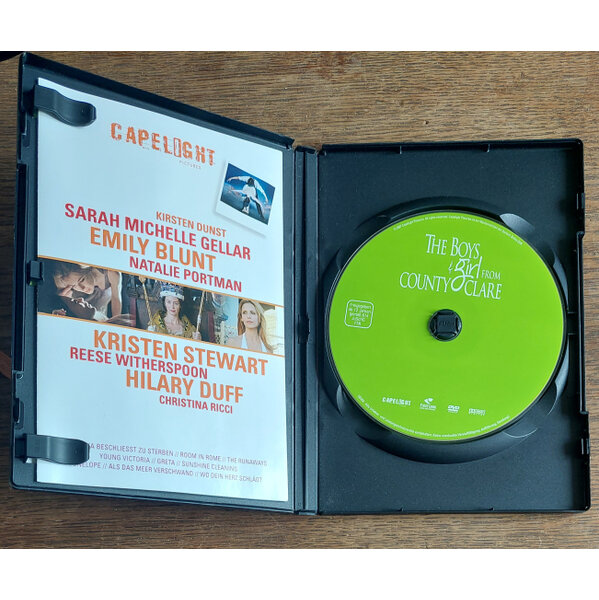 CAPELIGHT
PICTURES
KIRSTEN DUNST
SARAH MICHELLE GELLAR
EMILY BLUNT
NATALIE PORTMAN
KRISTEN STEWART
REESE WITHERSPOON
HILARY DUFF
CHRISTINA RICCI
A BESCHLIESST ZU STERBEN // ROOM IN ROME // THE RUNAWAYS
YOUNG VICTORIA // GRETA // SUNSHINE CLEANING
ELOPE // ALS DAS MEER VERSCHWAND // WO DEIN HERZ SCHLÄGT
THE BOYS
& girl FROM
COUNTY CLARE
CAPELIGHT
DVD